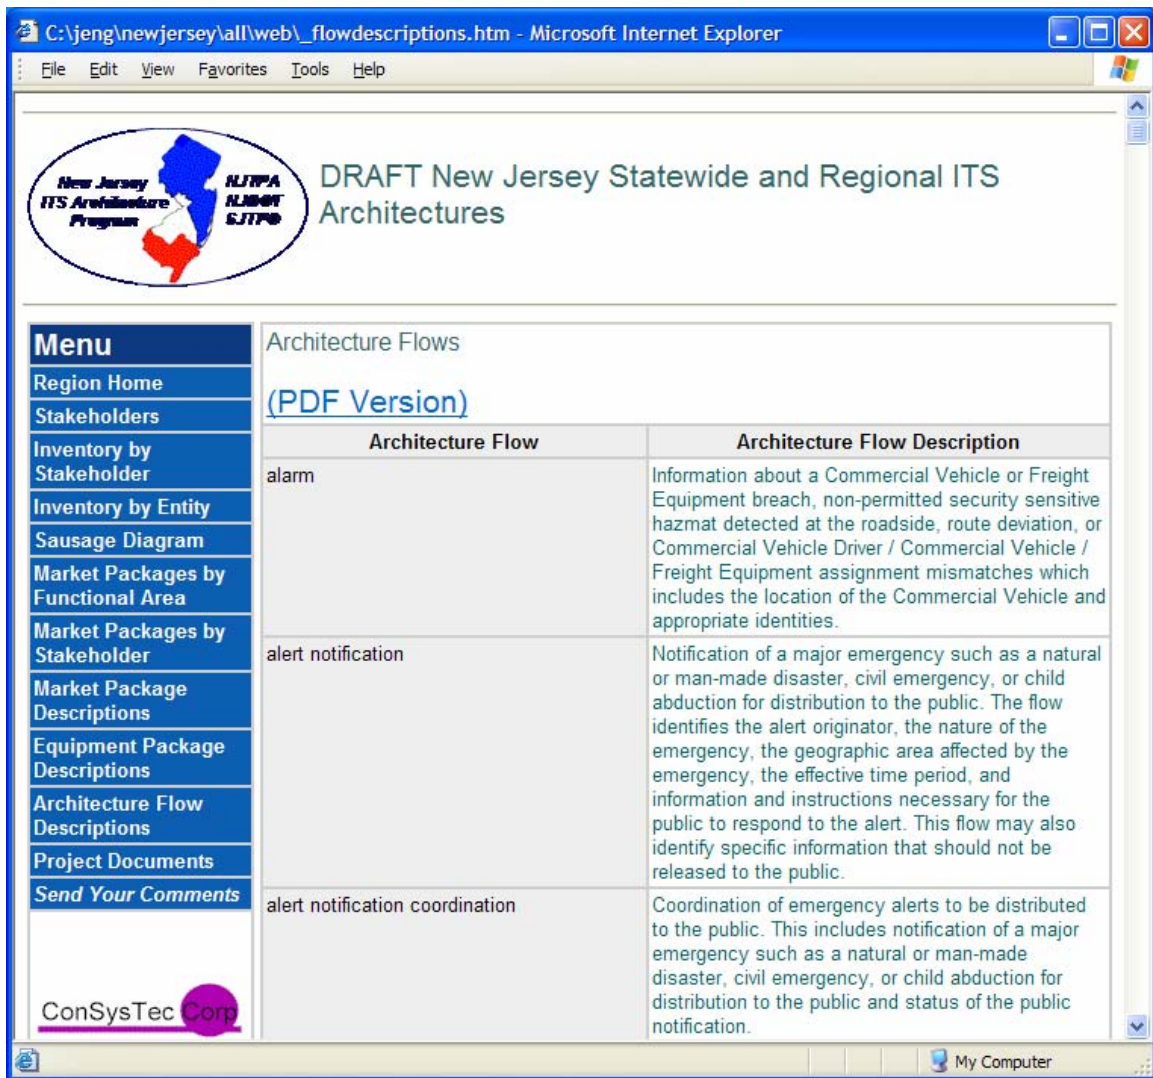 C:\jeng\newjersey\all\web\_flowdescriptions.htm - Microsoft Internet Explorer
File Edit View Favorites Tools Help
New Jersey
ITS Architecture
Program
NJTPA
NJDOT
SJTPO
DRAFT New Jersey Statewide and Regional ITS
Architectures
Menu
Region Home
Stakeholders
Inventory by
Stakeholder
Inventory by Entity
Sausage Diagram
Market Packages by
Functional Area
Market Packages by
Stakeholder
Market Package
Descriptions
Equipment Package
Descriptions
Architecture Flow
Descriptions
Project Documents
Send Your Comments
ConSysTec Corp
Architecture Flows
(PDF Version)
Architecture Flow
Architecture Flow Description
alarm
Information about a Commercial Vehicle or Freight
Equipment breach, non-permitted security sensitive
hazmat detected at the roadside, route deviation, or
Commercial Vehicle Driver / Commercial Vehicle /
Freight Equipment assignment mismatches which
includes the location of the Commercial Vehicle and
appropriate identities.
alert notification
Notification of a major emergency such as a natural
or man-made disaster, civil emergency, or child
abduction for distribution to the public. The flow
identifies the alert originator, the nature of the
emergency, the geographic area affected by the
emergency, the effective time period, and
information and instructions necessary for the
public to respond to the alert. This flow may also
identify specific information that should not be
released to the public.
alert notification coordination
Coordination of emergency alerts to be distributed
to the public. This includes notification of a major
emergency such as a natural or man-made
disaster, civil emergency, or child abduction for
distribution to the public and status of the public
notification.
My Computer